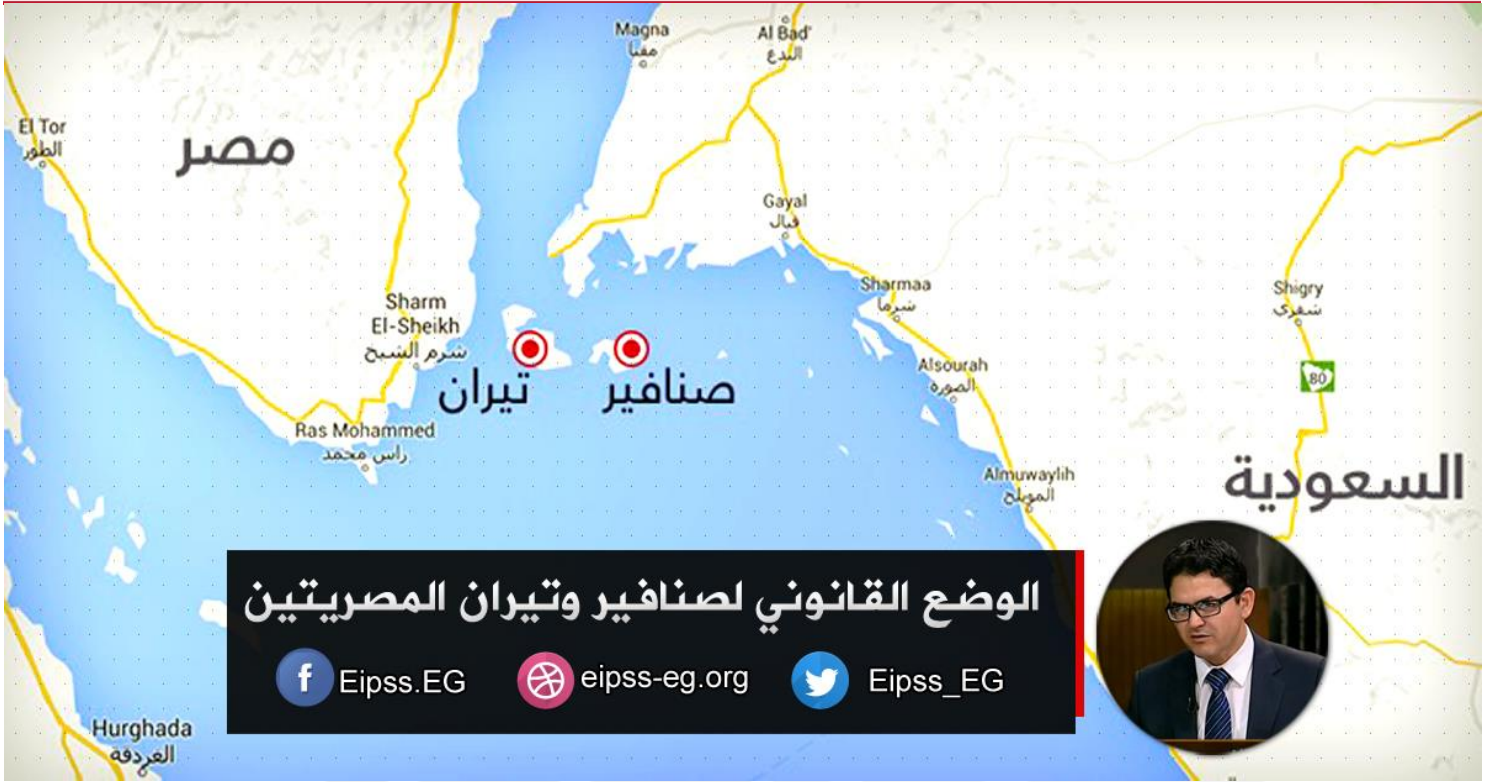 Magna
مقنا
Al Bad'
البدع
El Tor
الطور
مصر
Gayal
قيال
Sharmaa
شرما
Shigry
شغري
Sharm
El-Sheikh
شرم الشيخ
تيران
صنافير
Alsourah
الصورة
80
Ras Mohammed
راس محمد
Almuwaylih
المويلح
السعودية
الوضع القانوني لصنافير وتيران المصريتين
f Eipss.EG
eipss-eg.org
Eipss_EG
Hurghada
الغردقة